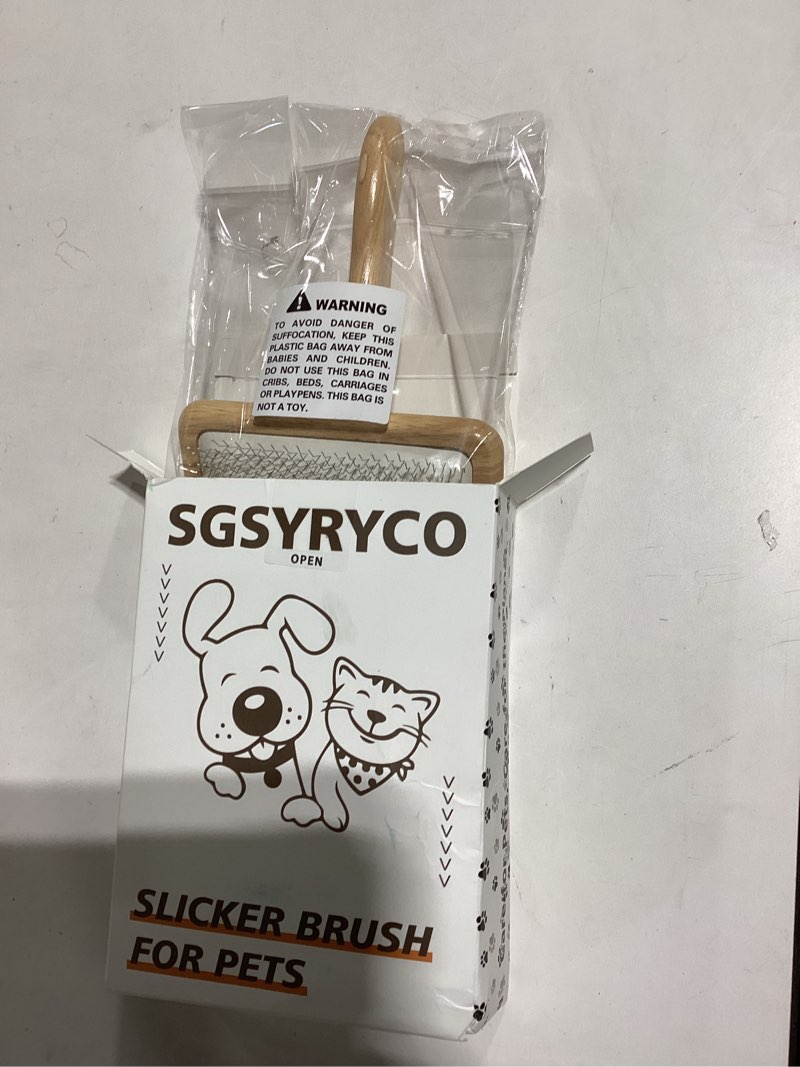 WARNING
TO AVOID DANGER OF
SUFFOCATION, KEEP THIS
PLASTIC BAG AWAY FROM
BABIES AND CHILDREN.
DO NOT USE THIS BAG IN
CRIBS, BEDS, CARRIAGES
OR PLAYPENS. THIS BAG IS
NOT A TOY.
SGSYRYCO
OPEN
SLICKER BRUSH
FOR PETS